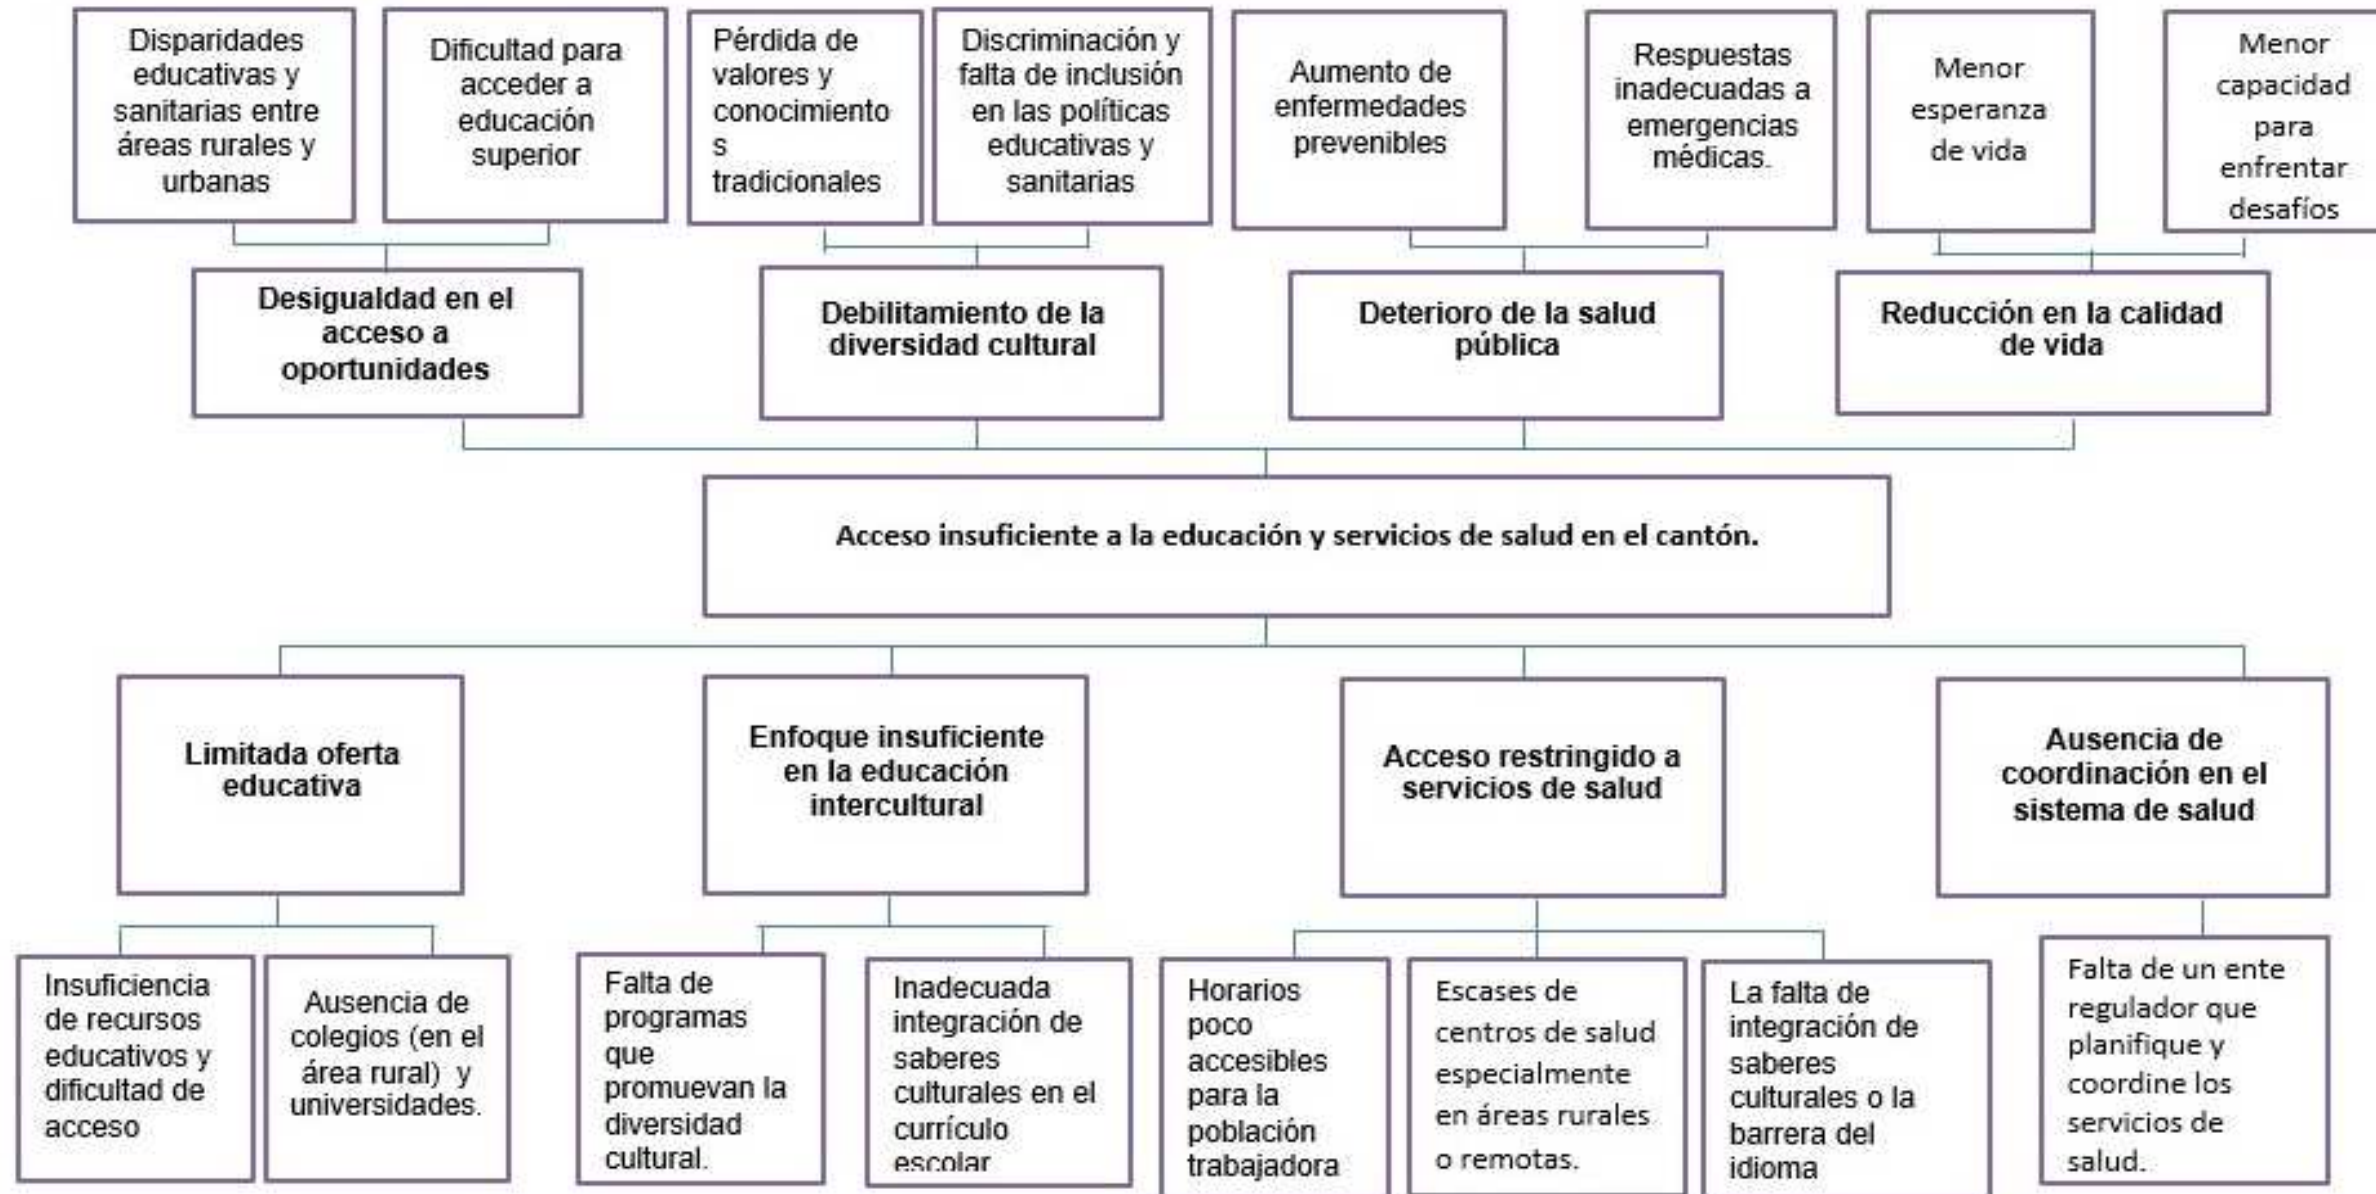 Disparidades
educativas y
sanitarias entre
áreas rurales y
urbanas
Dificultad para
acceder a
educación
superior
Pérdida de
valores y
conocimiento
s
tradicionales
Discriminación y
falta de inclusión
en las políticas
educativas y
sanitarias
Aumento de
enfermedades
prevenibles
Respuestas
inadecuadas a
emergencias
médicas.
Menor
esperanza
de vida
Menor
capacidad
para
enfrentar
desafíos
Desigualdad en el
acceso a
oportunidades
Debilitamiento de la
diversidad cultural
Deterioro de la salud
pública
Reducción en la calidad
de vida
Acceso insuficiente a la educación y servicios de salud en el cantón.
Limitada oferta
educativa
Enfoque insuficiente
en la educación
intercultural
Acceso restringido a
servicios de salud
Ausencia de
coordinación en el
sistema de salud
Insuficiencia
de recursos
educativos y
dificultad de
acceso
Ausencia de
colegios (en el
área rural) y
universidades.
Falta de
programas
que
promuevan la
diversidad
cultural.
Inadecuada
integración de
saberes
culturales en el
currículo
escolar
Horarios
poco
accesibles
para la
población
trabajadora
Escases de
centros de salud
especialmente
en áreas rurales
o remotas.
La falta de
integración de
saberes
culturales o la
barrera del
idioma
Falta de un ente
regulador que
planifique y
coordine los
servicios de
salud.